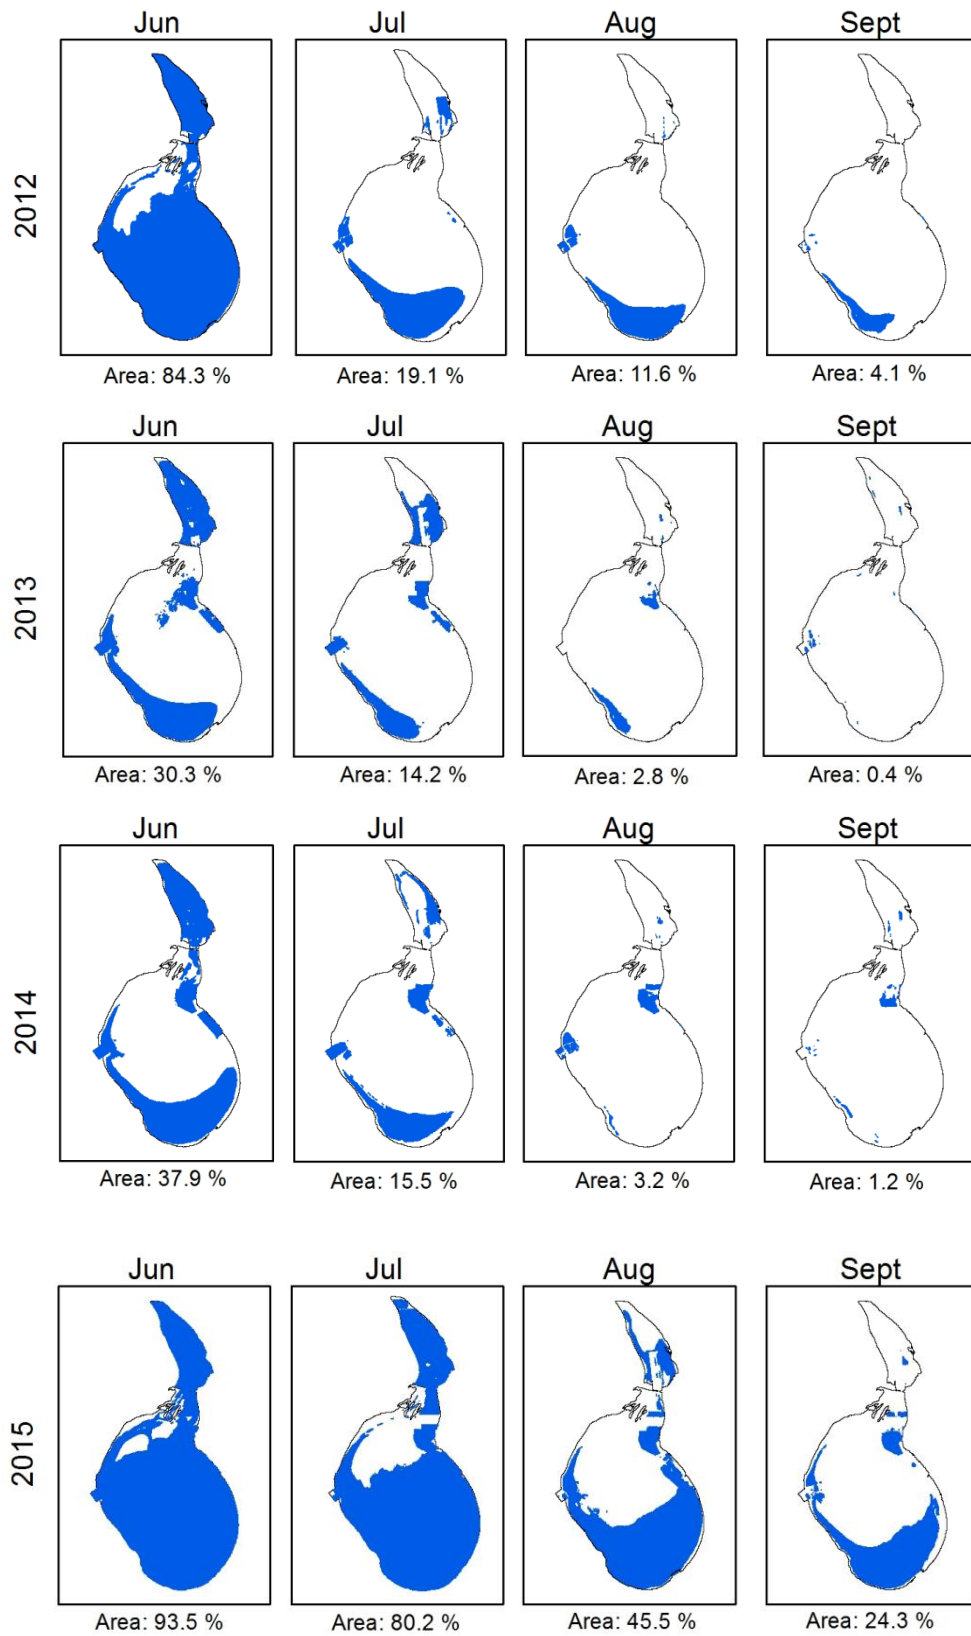 Jun Jul Aug Sept
2012
Area: 84.3 % 19.1 % 11.6 % 4.1 %
Jun Jul Aug Sept
2013
Area: 30.3 % Area: 14.2 % Area: 2.8 % Area: 0.4 %
Jun Jul Aug Sept
2014
Area: 37.9 % Area: 15.5 % Area: 3.2 % Area: 1.2 %
Jun Jul Aug Sept
2015
Area: 93.5 % Area: 80.2 % Area: 45.5 % Area: 24.3 %